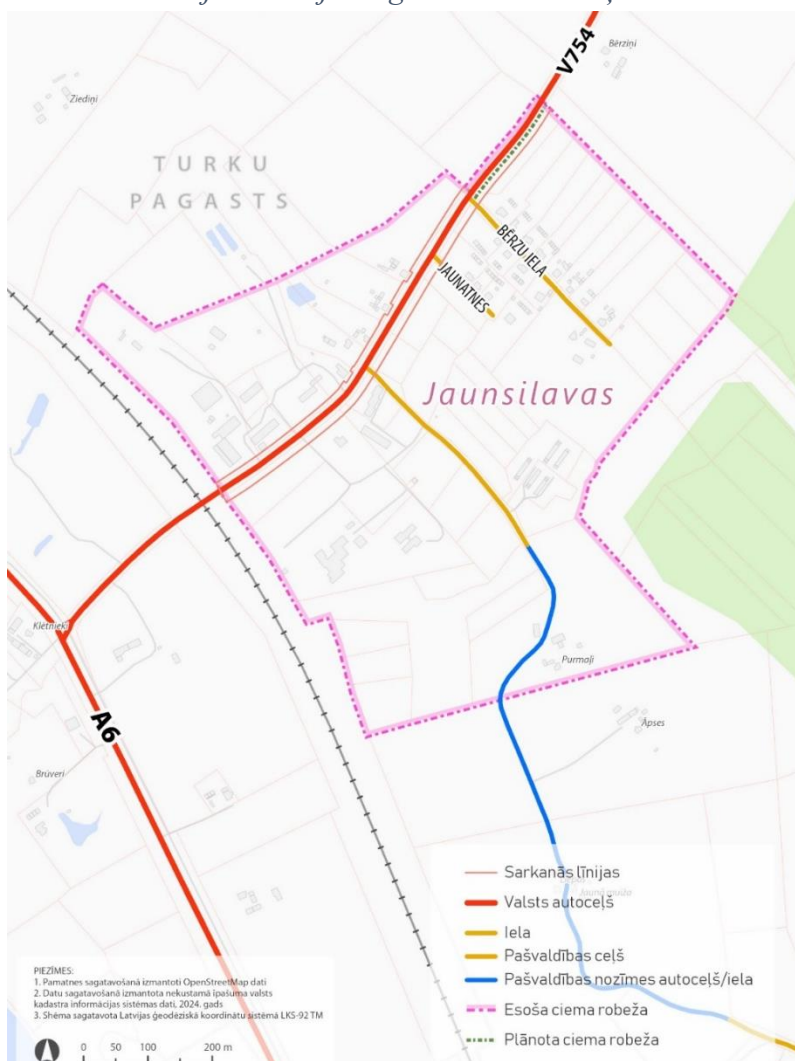 V754
Bērziņi
Ziediņi
TURKU
PAGASTS
BĒRZU IELA
JAUNATNES
Jaunsilavas
Klētnieki
Purmaļi
Āpses
A6
Brūveri
Sarkanās līnijas
Valsts autoceļš
Iela
Pašvaldības ceļš
Pašvaldības nozīmes autoceļš/iela
Esoša ciema robeža
Plānota ciema robeža
PIEZĪMES:
1. Pamatnes sagatavošanā izmantoti OpenStreetMap dati
2. Datu sagatavošanā izmantota nekustamā īpašuma valsts
kadastra informācijas sistēmas dati, 2024. gads
3. Shēma sagatavota Latvijas ģeodēziskā koordinātu sistēmā LKS-92 TM
0 50 100 200 m